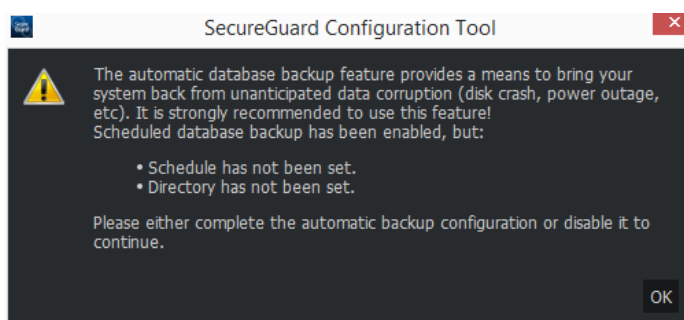 Secure
Guard
SecureGuard Configuration Tool
The automatic database backup feature provides a means to bring your
system back from unanticipated data corruption (disk crash, power outage,
etc). It is strongly recommended to use this feature!
Scheduled database backup has been enabled, but:
• Schedule has not been set.
• Directory has not been set.
Please either complete the automatic backup configuration or disable it to
continue.
OK